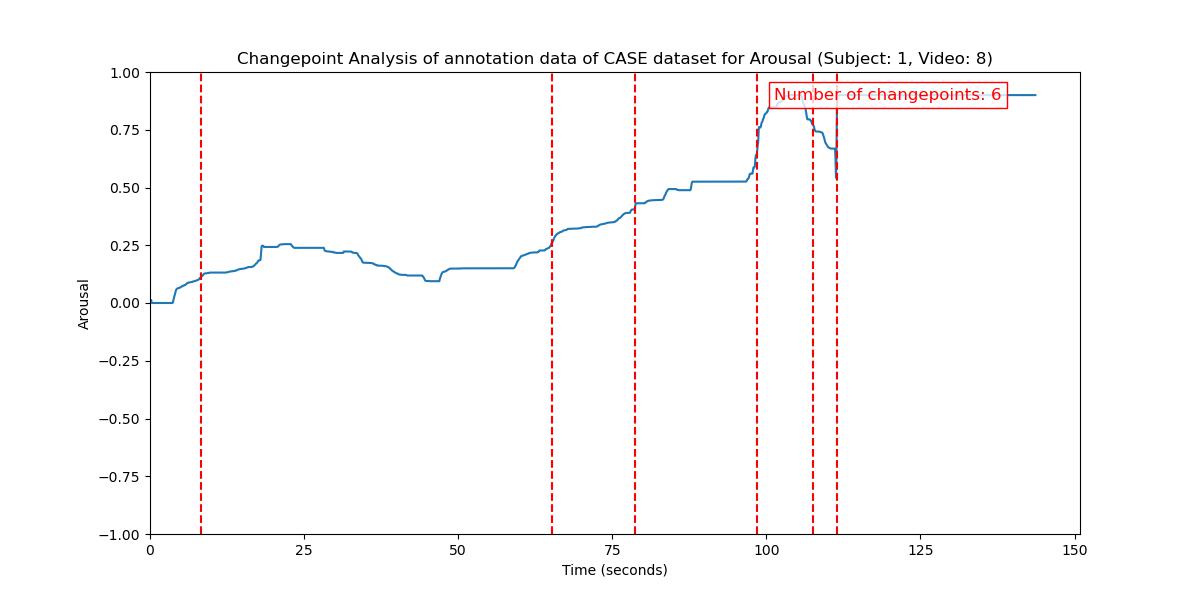 Changepoint Analysis of annotation data of CASE dataset for Arousal (Subject: 1, Video: 8)
1.00
Number of changepoints: 6
0.75
0.50
0.25
0.00
−0.25
−0.50
−0.75
−1.00
Arousal
0 25 50 75 100 125 150
Time (seconds)